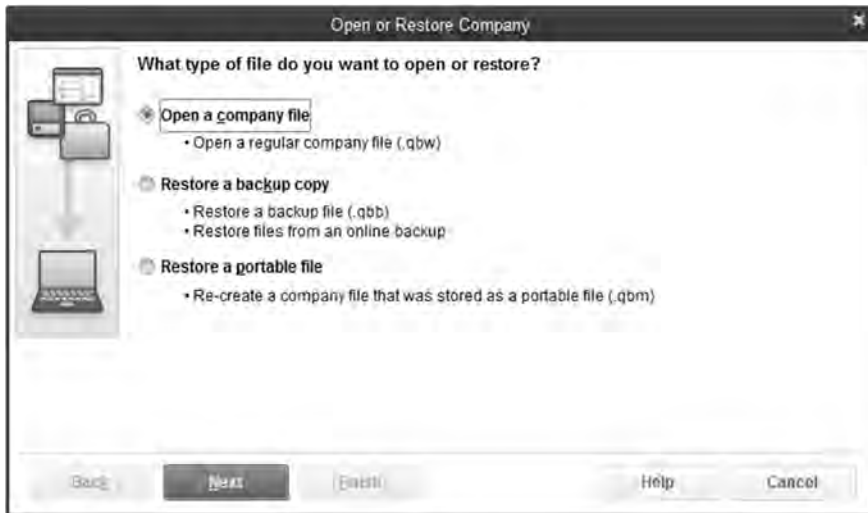 Open or Restore Company
What type of file do you want to open or restore?
Open a company file
• Open a regular company file (.qbw)
Restore a backup copy
• Restore a backup file (.qbb)
• Restore files from an online backup
Restore a portable file
• Re-create a company file that was stored as a portable file (.qbm)
Back Next Finish Help Cancel